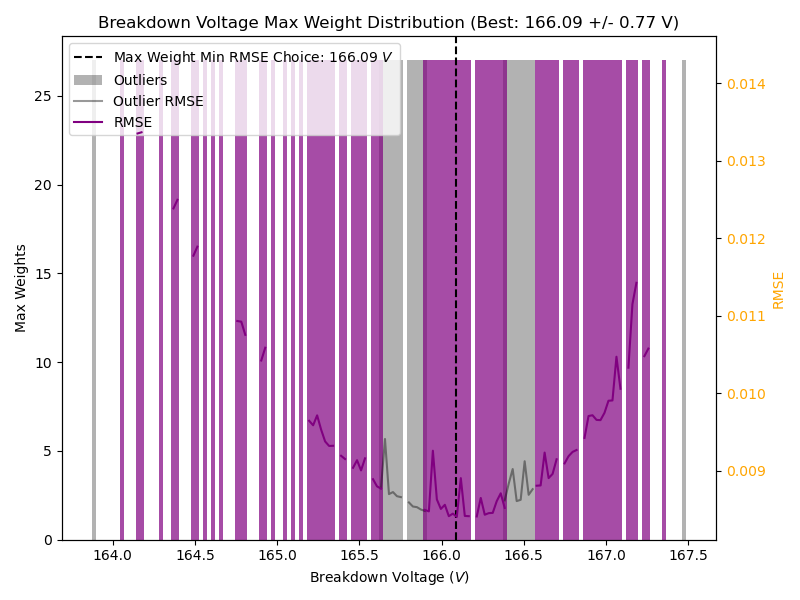 Breakdown Voltage Max Weight Distribution (Best: 166.09 +/- 0.77 V)
Max Weight Min RMSE Choice: 166.09 V
Outliers
Outlier RMSE
RMSE
25
20
15
10
5
0
Max Weights
0.014
0.013
0.012
0.011
0.010
0.009
RMSE
164.0 164.5 165.0 165.5 166.0 166.5 167.0 167.5
Breakdown Voltage (V)